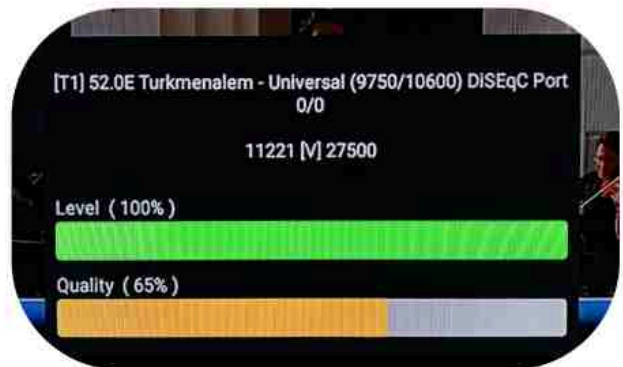 [T1] 52.0E Turkmenalem - Universal (9750/10600) DiSEqC Port
0/0
11221 [V] 27500
Level ( 100% )
Quality ( 65% )